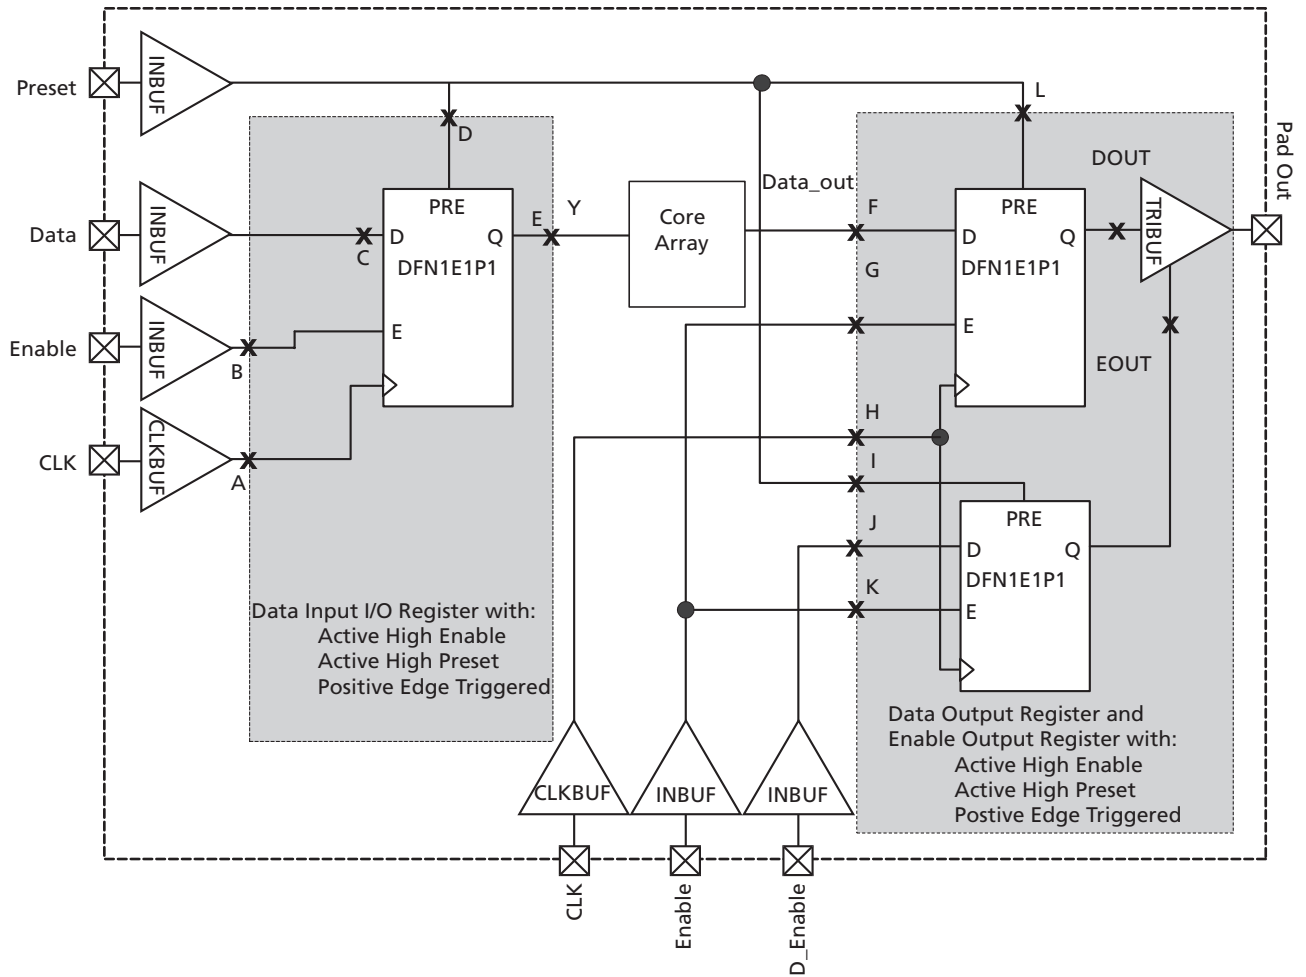 Preset
INBUF
L
D
Pad Out
DOUT
Data_out
PRE
PRE
INBUF
TRIBUF
Data
C
D
Q
DFN1E1P1
E
Y
Core
Array
F
D
Q
DFN1E1P1
G
Enable
INBUF
B
E
E
EOUT
CLK
CLKBUF
A
H
I
PRE
J
D
Q
DFN1E1P1
K
E
Data Input I/O Register with:
Active High Enable
Active High Preset
Positive Edge Triggered
Data Output Register and
Enable Output Register with:
Active High Enable
Active High Preset
Postive Edge Triggered
CLKBUF
INBUF
INBUF
CLK
Enable
D_Enable